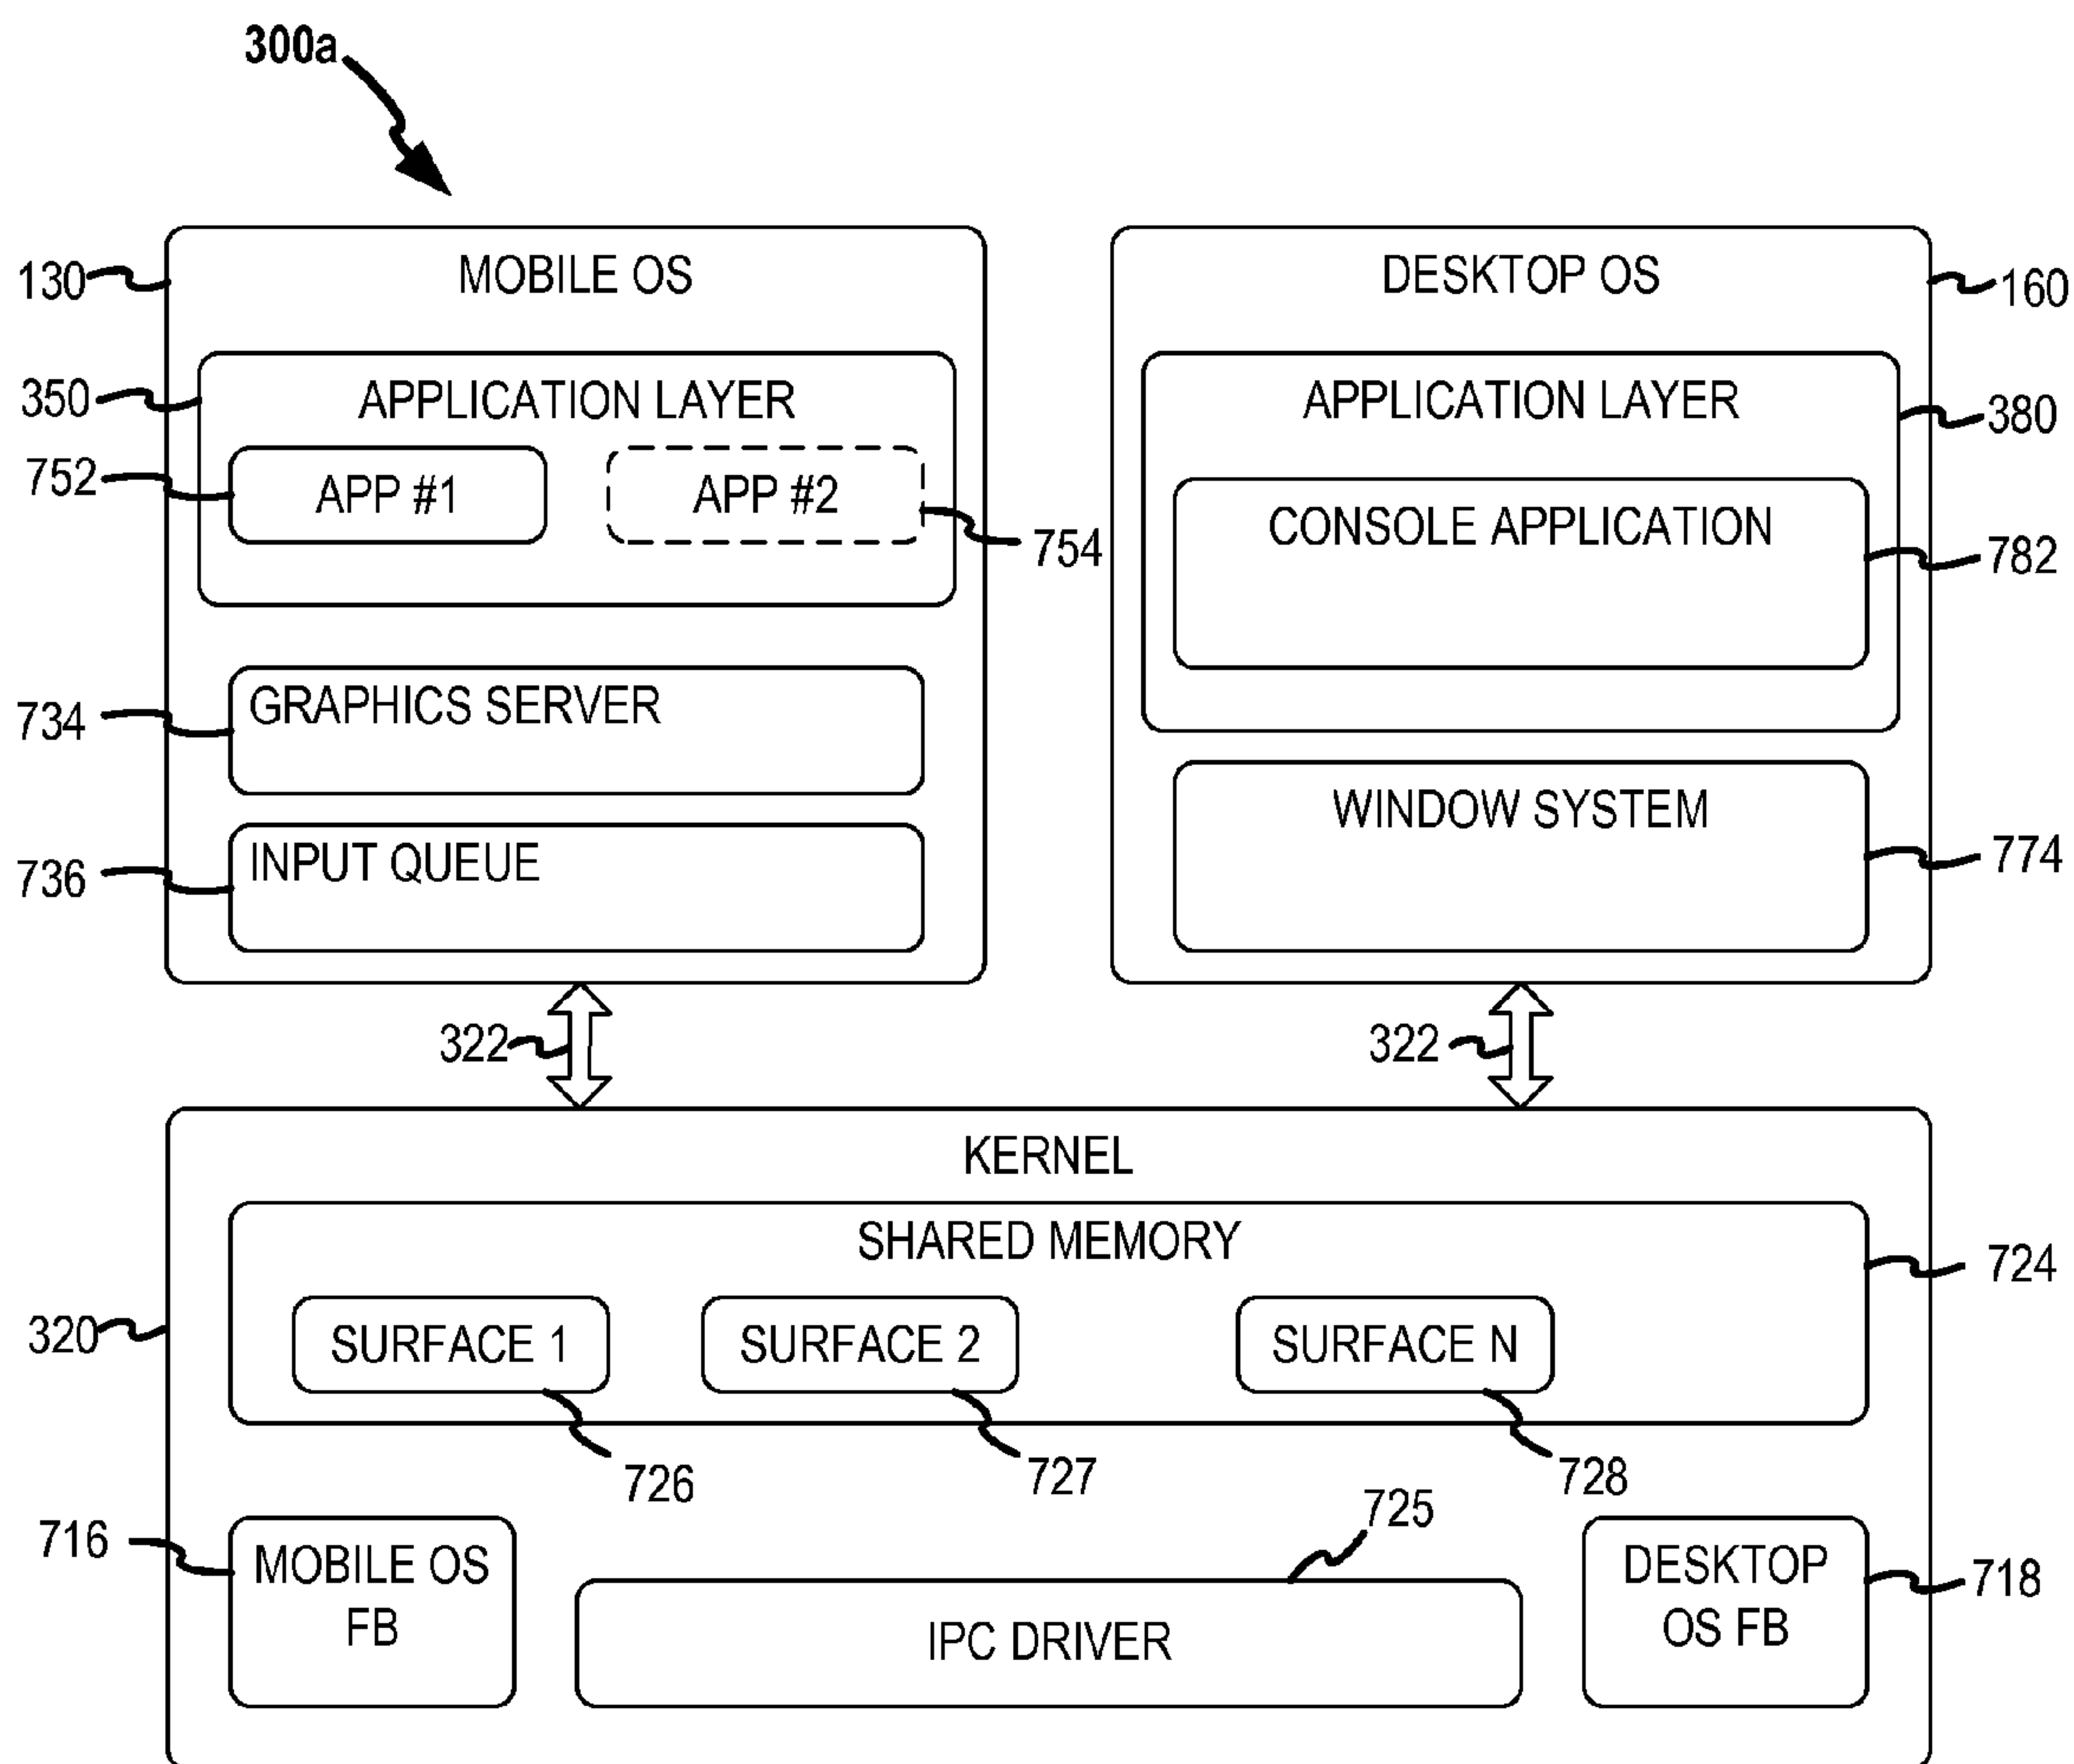 300a
MOBILE OS
DESKTOP OS
130
160
350
APPLICATION LAYER
APPLICATION LAYER
380
752
APP #1
APP #2
754
CONSOLE APPLICATION
782
734
GRAPHICS SERVER
WINDOW SYSTEM
774
736
INPUT QUEUE
322
322
KERNEL
SHARED MEMORY
724
320
SURFACE 1
SURFACE 2
SURFACE N
726
727
728
725
716
MOBILE OS
FB
IPC DRIVER
DESKTOP
OS FB
718